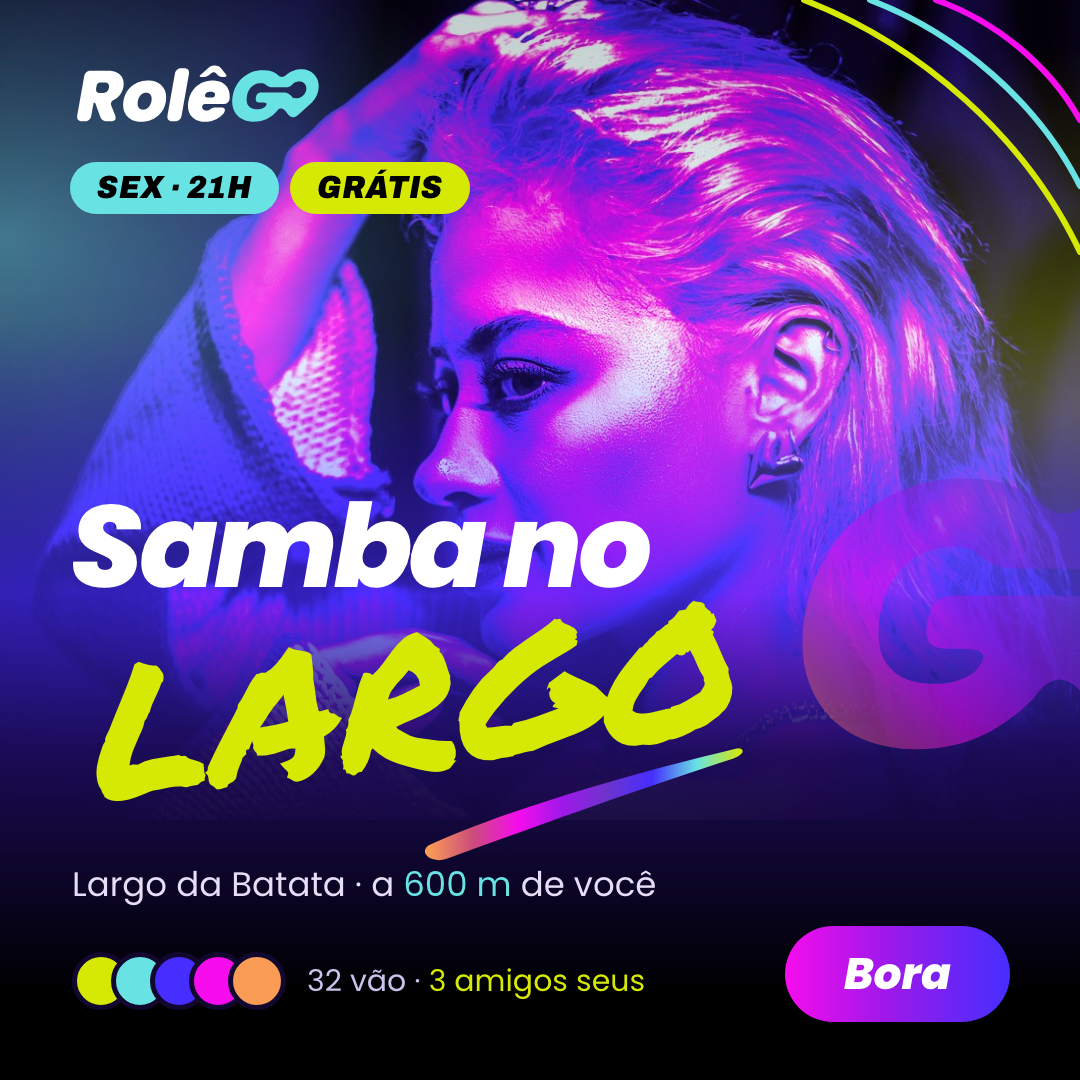 RolêGO
SEX · 21H
GRÁTIS
Samba no
LARGO
Largo da Batata · a 600 m de você
32 vão · 3 amigos seus
Bora
G